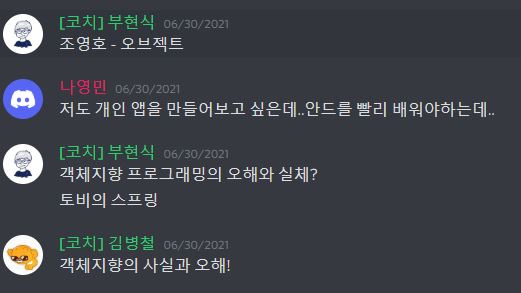 [코치] 부현식 06/30/2021
조영호 - 오브젝트
나영민 06/30/2021
저도 개인 앱을 만들어보고 싶은데..안드를 빨리 배워야하는데..
[코치] 부현식 06/30/2021
객체지향 프로그래밍의 오해와 실체?
토비의 스프링
[코치] 김병철 06/30/2021
객체지향의 사실과 오해!